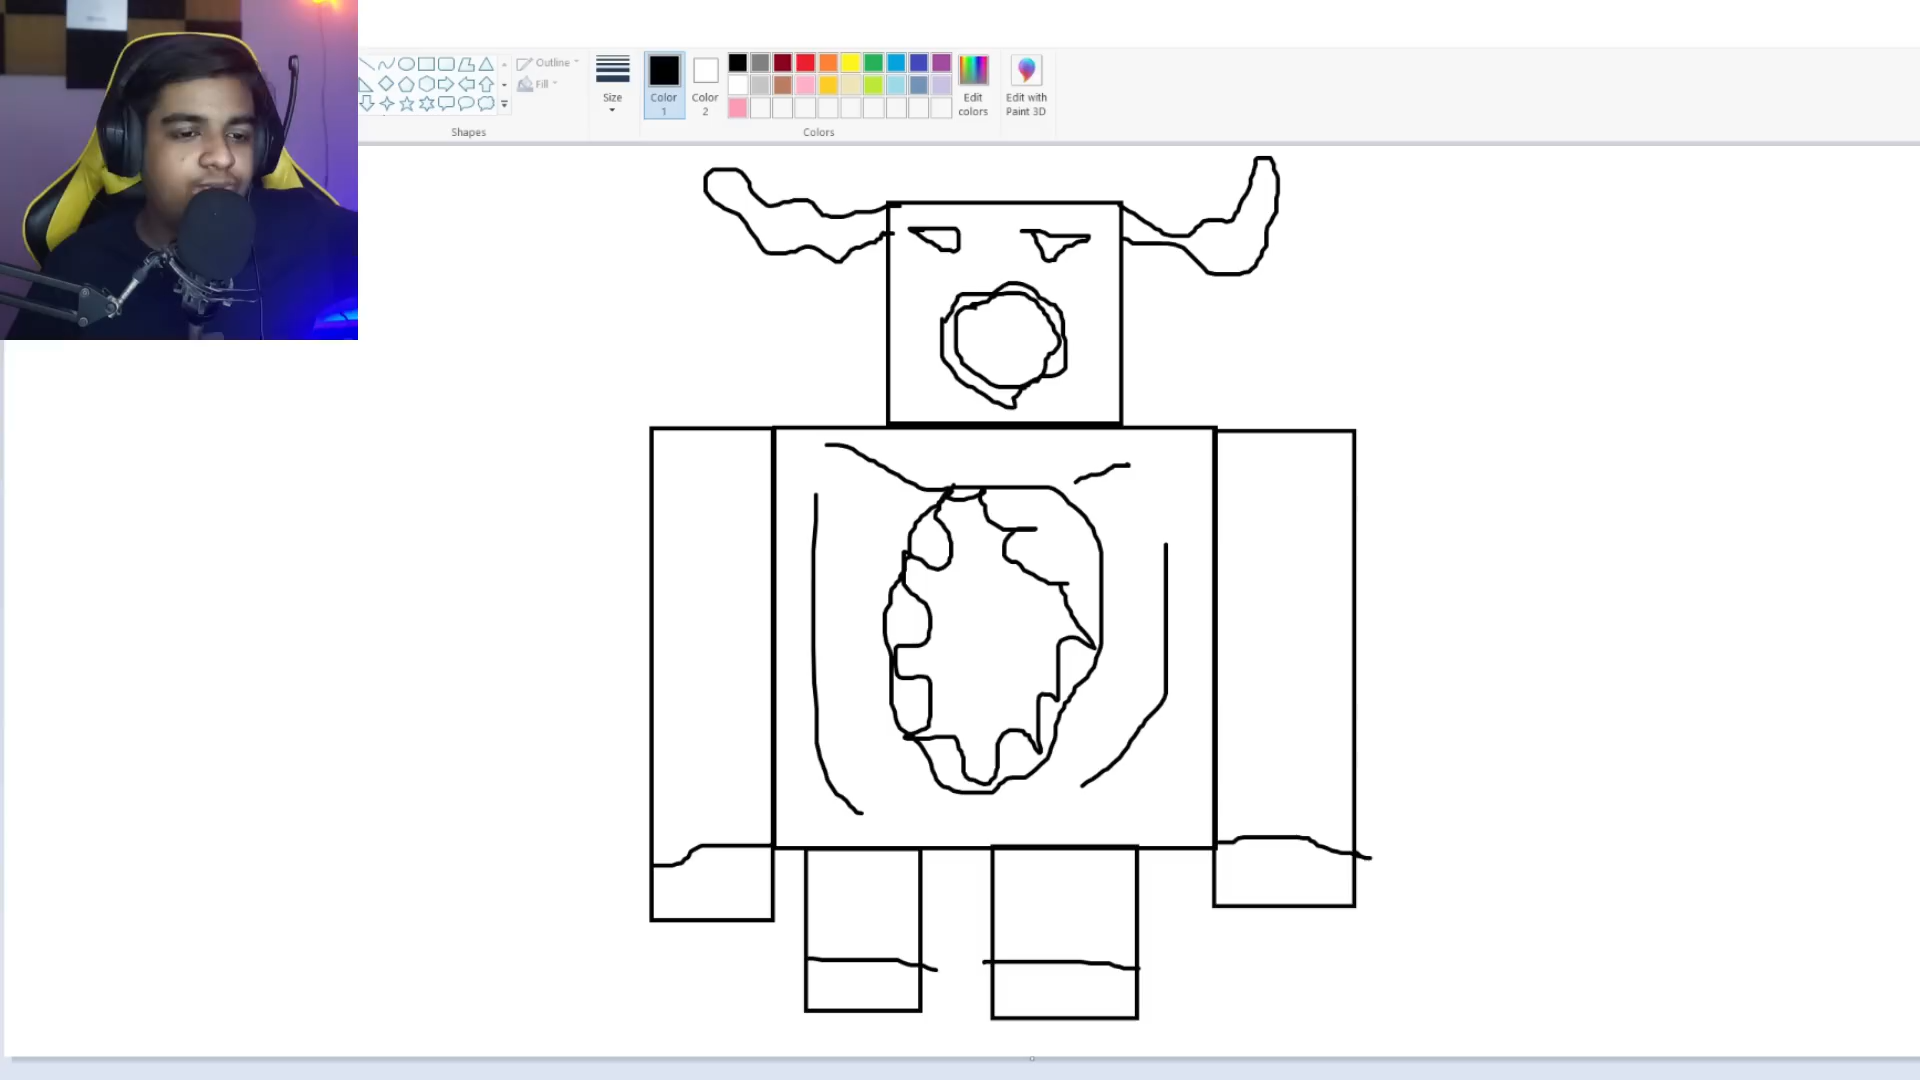 Outline
Fill
Size
Color 1
Color 2
Edit colors
Edit with Paint 3D
Shapes
Colors